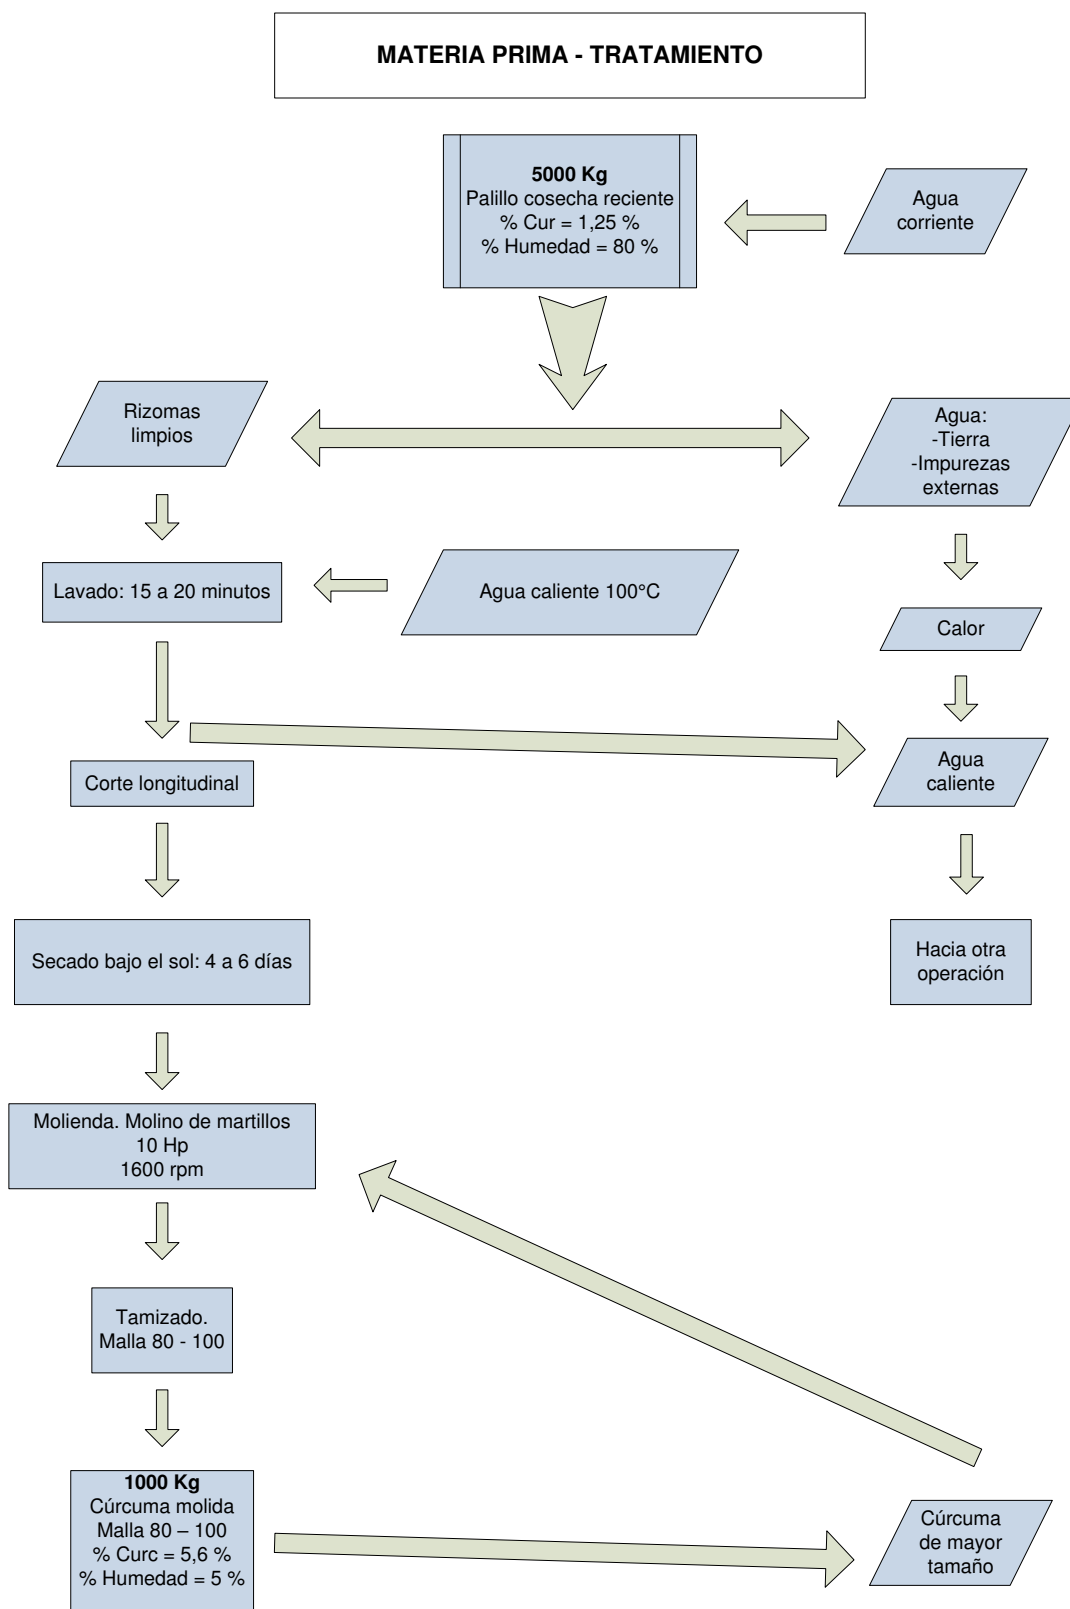 MATERIA PRIMA - TRATAMIENTO
5000 Kg
Palillo cosecha reciente
% Cur = 1,25 %
% Humedad = 80 %
Agua
corriente
Rizomas
limpios
Agua:
-Tierra
-Impurezas
externas
Lavado: 15 a 20 minutos
Agua caliente 100°C
Calor
Corte longitudinal
Agua
caliente
Secado bajo el sol: 4 a 6 días
Hacia otra
operación
Molienda. Molino de martillos
10 Hp
1600 rpm
Tamizado.
Malla 80 - 100
1000 Kg
Cúrcuma molida
Malla 80 – 100
% Curc = 5,6 %
% Humedad = 5 %
Cúrcuma
de mayor
tamaño